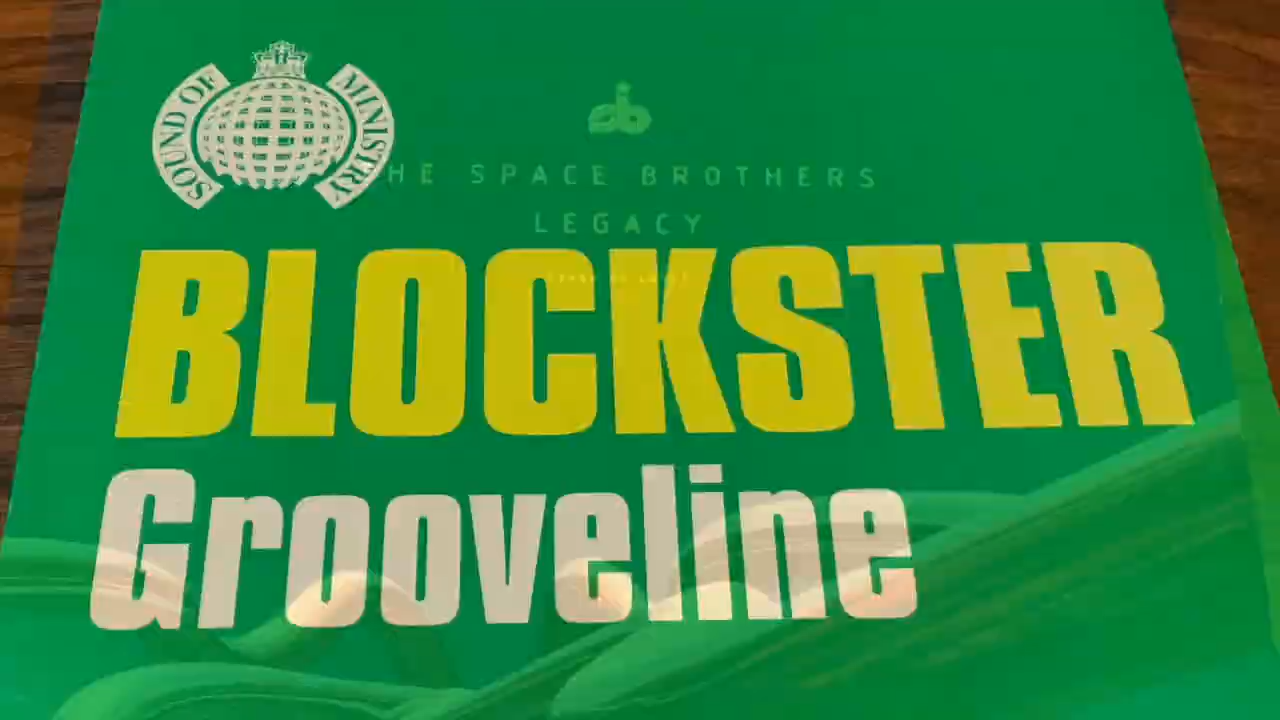 SOUND OF MINISTRY
HE SPACE BROTHERS
LEGACY
BLOCKSTER
Grooveline